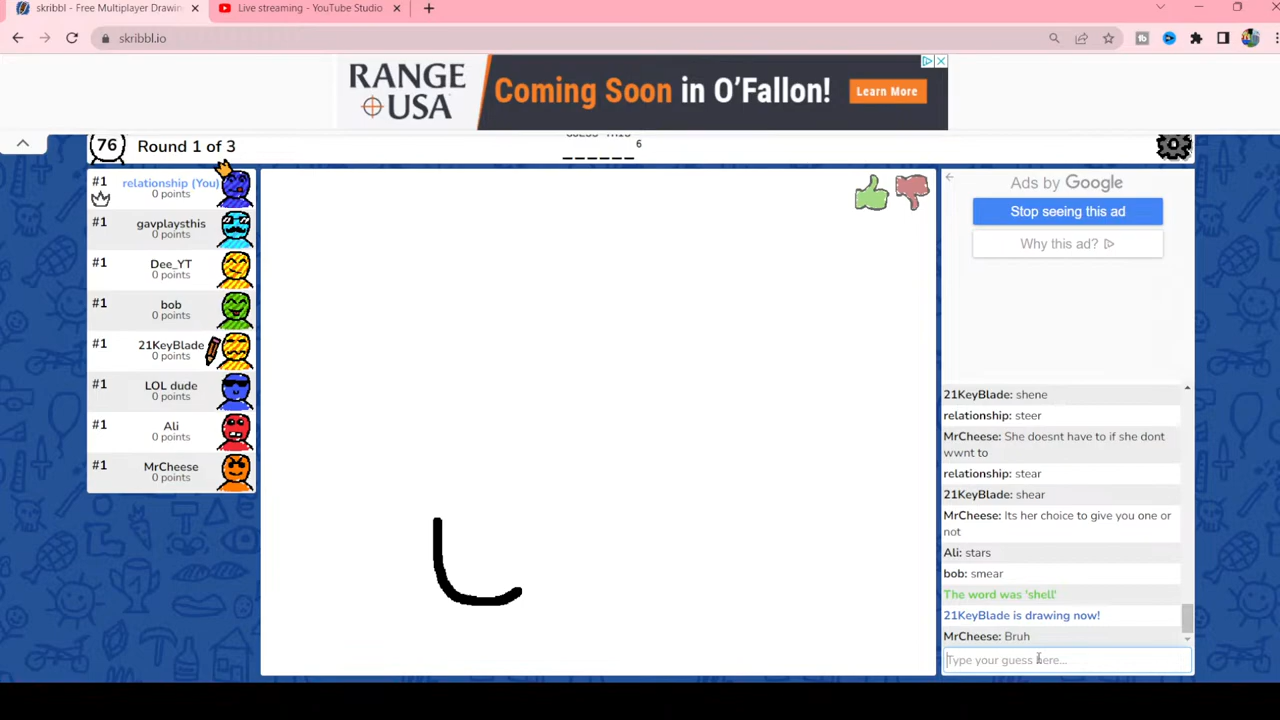 skribbl - Free Multiplayer Drawin
Live streaming - YouTube Studio
skribbl.io
RANGE
USA
Coming Soon in O'Fallon!
Learn More
76
Round 1 of 3
GUESS THIS
______ 6
#1
relationship (You)
0 points
#1
gavplaysthis
0 points
#1
Dee_YT
0 points
#1
bob
0 points
#1
21KeyBlade
0 points
#1
LOL dude
0 points
#1
Ali
0 points
#1
MrCheese
0 points
Ads by Google
Stop seeing this ad
Why this ad?
21KeyBlade: shene
relationship: steer
MrCheese: She doesnt have to if she dont
wwnt to
relationship: stear
21KeyBlade: shear
MrCheese: Its her choice to give you one or
not
Ali: stars
bob: smear
The word was 'shell'
21KeyBlade is drawing now!
MrCheese: Bruh
Type your guess here...